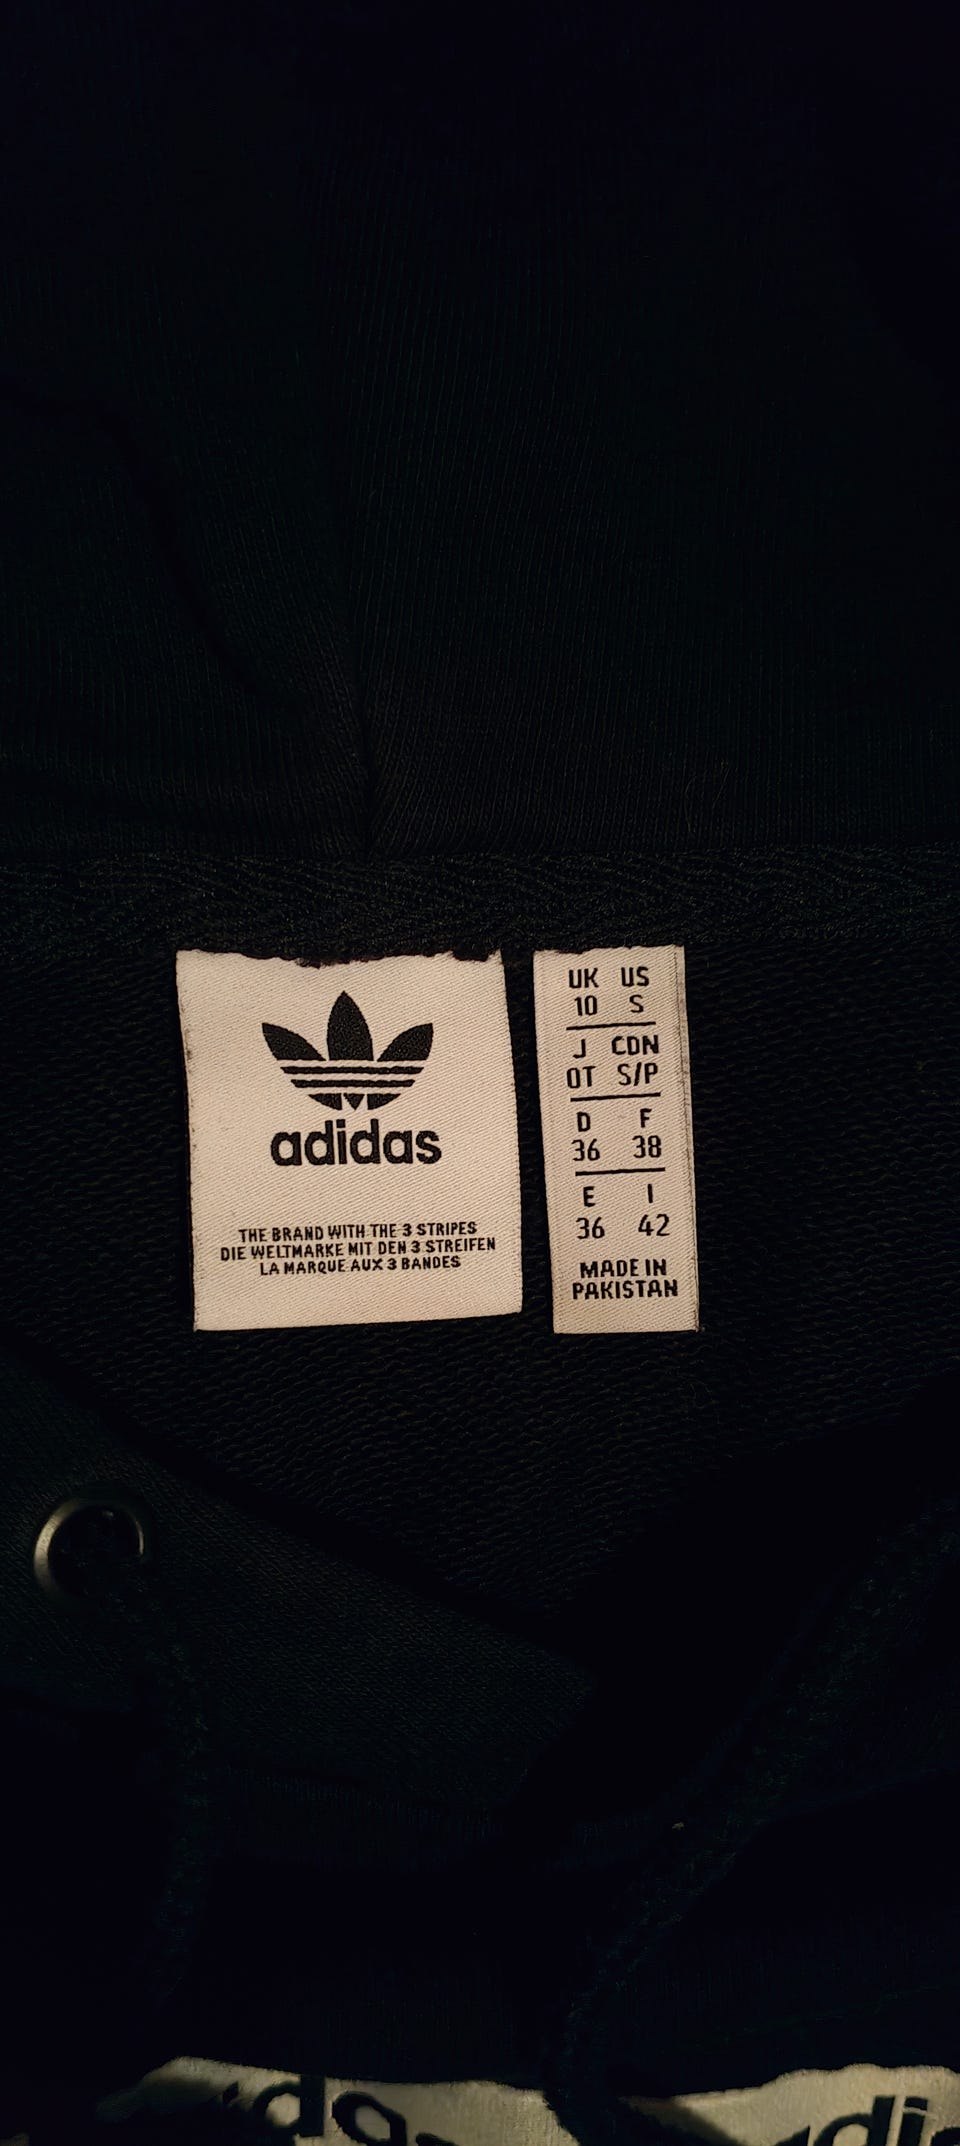 adidas
THE BRAND WITH THE 3 STRIPES
DIE WELTMARKE MIT DEN 3 STREIFEN
LA MARQUE AUX 3 BANDES
UK US
10 S
J CDN
OT S/P
D F
36 38
E I
36 42
MADE IN
PAKISTAN